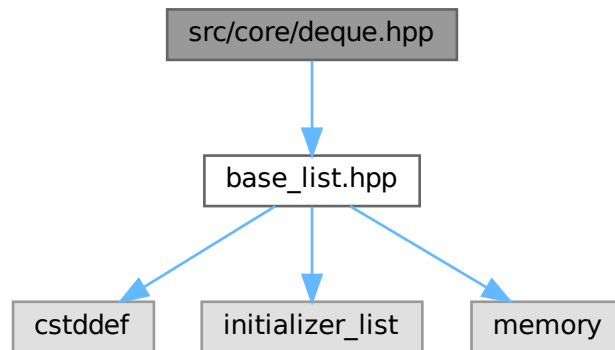 src/core/deque.hpp
base_list.hpp
cstddef
initializer_list
memory